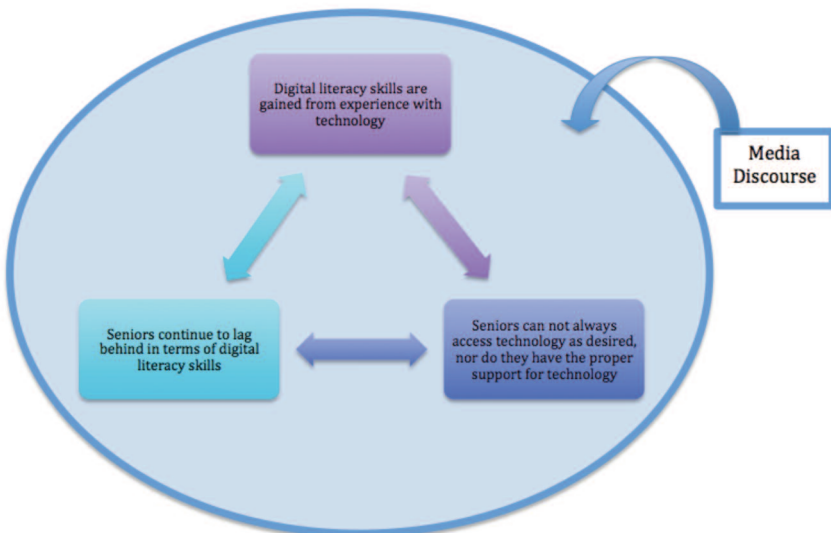 Digital literacy skills are
gained from experience with
technology
Media
Discourse
Seniors continue to lag
behind in terms of digital
literacy skills
Seniors can not always
access technology as desired,
nor do they have the proper
support for technology